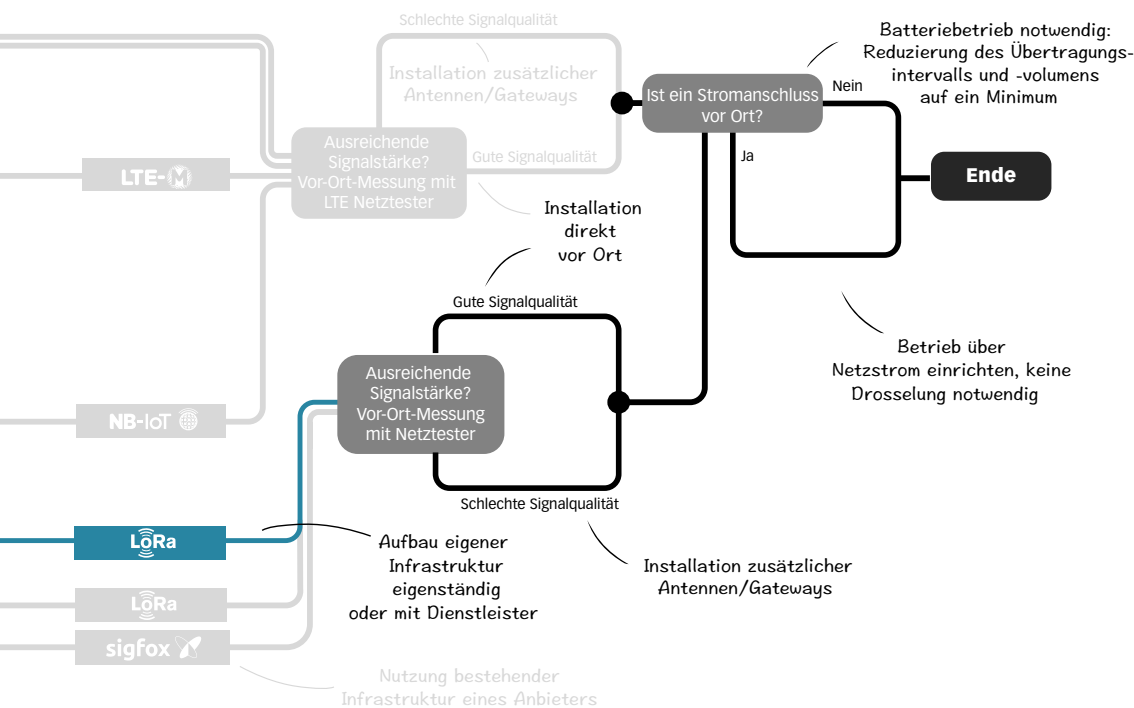 Schlechte Signalqualität
Installation zusätzlicher
Antennen/Gateways
Ausreichende
Signalstärke?
Vor-Ort-Messung mit
LTE Netztester
Gute Signalqualität
LTE-M
Installation
direkt
vor Ort
Ist ein Stromanschluss
vor Ort?
Batteriebetrieb notwendig:
Reduzierung des Übertragungs-
intervalls und -volumens
auf ein Minimum
Nein
Ja
Ende
Betrieb über
Netzstrom einrichten, keine
Drosselung notwendig
Gute Signalqualität
Ausreichende
Signalstärke?
Vor-Ort-Messung
mit Netztester
Schlechte Signalqualität
Installation zusätzlicher
Antennen/Gateways
NB-IoT
LoRa
Aufbau eigener
Infrastruktur
eigenständig
oder mit Dienstleister
LoRa
sigfox
Nutzung bestehender
Infrastruktur eines Anbieters